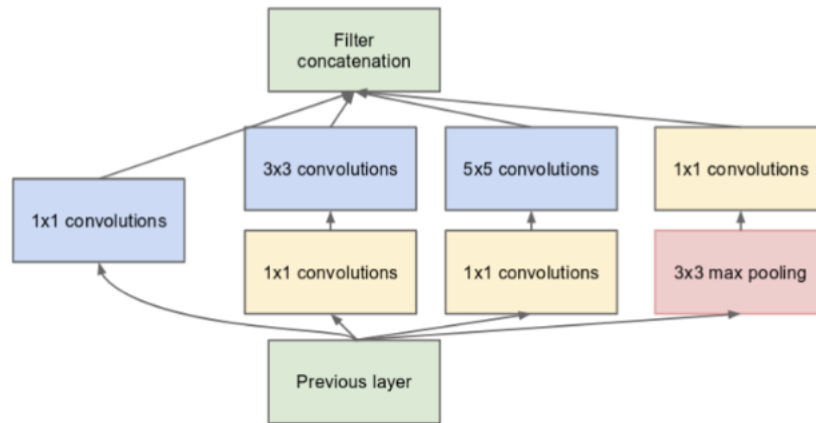 Filter
concatenation
3x3 convolutions
5x5 convolutions
1x1 convolutions
1x1 convolutions
1x1 convolutions
1x1 convolutions
3x3 max pooling
Previous layer